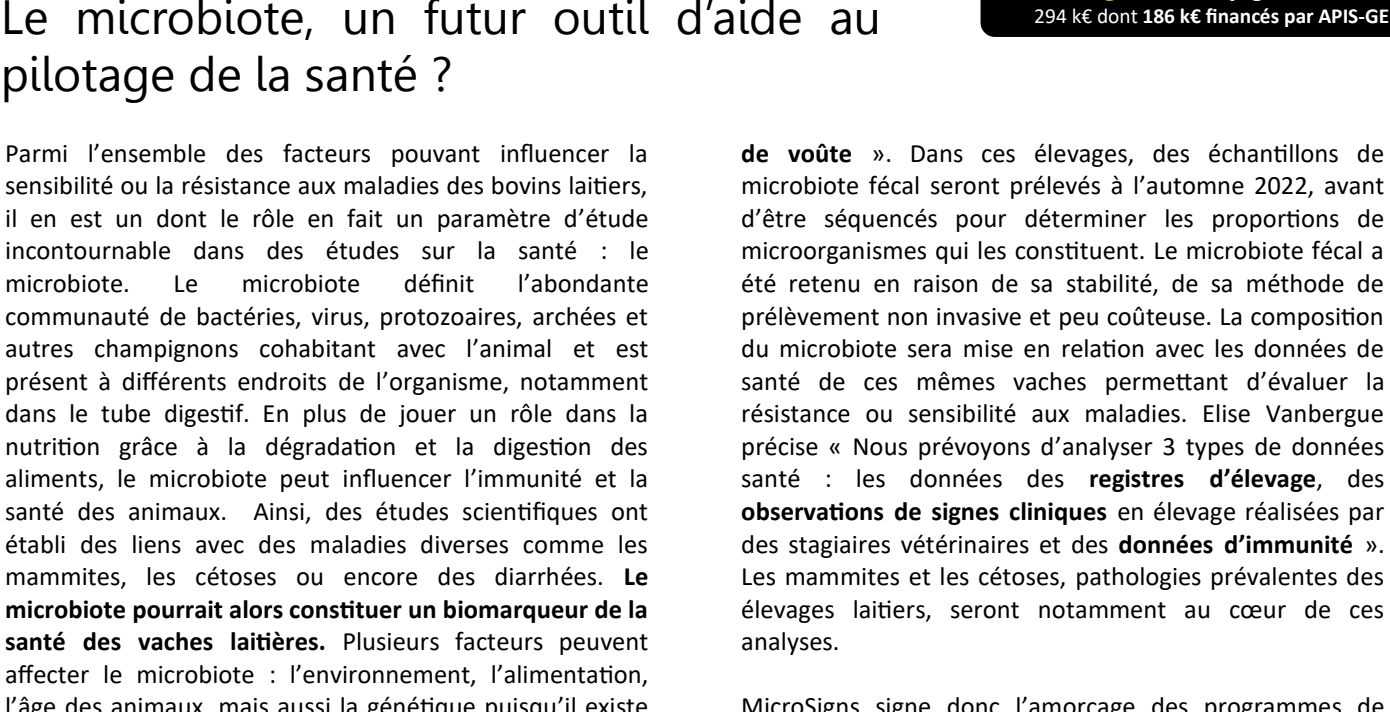 Le microbiote, un futur outil d'aide au
pilotage de la santé ?
294 k€ dont 186 k€ financés par APIS-GE
Parmi l'ensemble des facteurs pouvant influencer la
sensibilité ou la résistance aux maladies des bovins laitiers,
il en est un dont le rôle en fait un paramètre d'étude
incontournable dans des études sur la santé : le
microbiote. Le microbiote définit l'abondante
communauté de bactéries, virus, protozoaires, archées et
autres champignons cohabitant avec l'animal et est
présent à différents endroits de l'organisme, notamment
dans le tube digestif. En plus de jouer un rôle dans la
nutrition grâce à la dégradation et la digestion des
aliments, le microbiote peut influencer l'immunité et la
santé des animaux. Ainsi, des études scientifiques ont
établi des liens avec des maladies diverses comme les
mammites, les cétoses ou encore des diarrhées. Le
microbiote pourrait alors constituer un biomarqueur de la
santé des vaches laitières. Plusieurs facteurs peuvent
affecter le microbiote : l'environnement, l'alimentation,
l'âge des animaux, mais aussi la génétique puisqu'il existe
de voûte ». Dans ces élevages, des échantillons de
microbiote fécal seront prélevés à l'automne 2022, avant
d'être séquencés pour déterminer les proportions de
microorganismes qui les constituent. Le microbiote fécal a
été retenu en raison de sa stabilité, de sa méthode de
prélèvement non invasive et peu coûteuse. La composition
du microbiote sera mise en relation avec les données de
santé de ces mêmes vaches permettant d'évaluer la
résistance ou sensibilité aux maladies. Elise Vanbergue
précise « Nous prévoyons d'analyser 3 types de données
santé : les données des registres d'élevage, des
observations de signes cliniques en élevage réalisées par
des stagiaires vétérinaires et des données d'immunité ».
Les mammites et les cétoses, pathologies prévalentes des
élevages laitiers, seront notamment au cœur de ces
analyses.
MicroSigns signe donc l'amorçage des programmes de